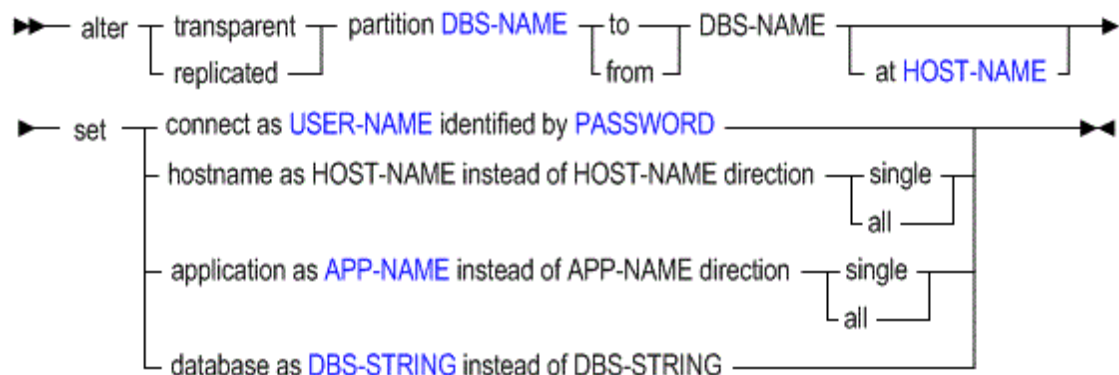 alter transparent partition DBS-NAME to DBS-NAME
replicated from at HOST-NAME
set connect as USER-NAME identified by PASSWORD
hostname as HOST-NAME instead of HOST-NAME direction single
all
application as APP-NAME instead of APP-NAME direction single
all
database as DBS-STRING instead of DBS-STRING